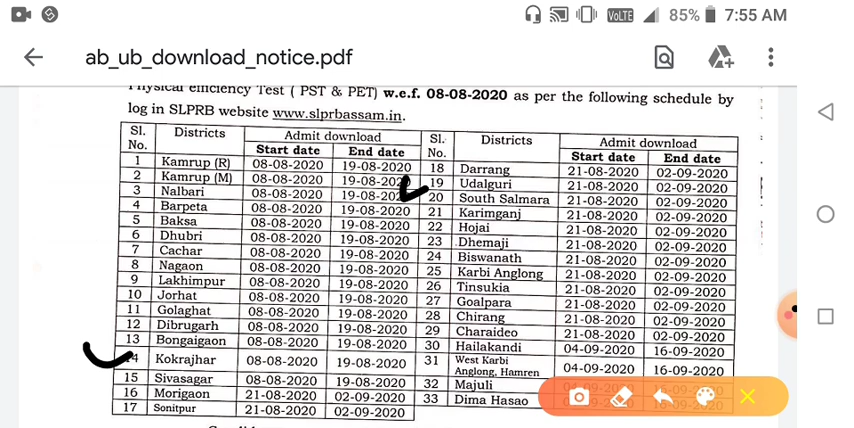 VoLTE 85% 7:55 AM
ab_ub_download_notice.pdf
Physical efficiency Test ( PST & PET) w.e.f. 08-08-2020 as per the following schedule by
log in SLPRB website www.slprbassam.in.
Sl. No. Districts Admit download Sl. No. Districts Admit download
Start date End date Start date End date
1 Kamrup (R) 08-08-2020 19-08-2020 18 Darrang 21-08-2020 02-09-2020
2 Kamrup (M) 08-08-2020 19-08-2020 19 Udalguri 21-08-2020 02-09-2020
3 Nalbari 08-08-2020 19-08-202 20 South Salmara 21-08-2020 02-09-2020
4 Barpeta 08-08-2020 19-08-2020 21 Karimganj 21-08-2020 02-09-2020
5 Baksa 08-08-2020 19-08-2020 22 Hojai 21-08-2020 02-09-2020
6 Dhubri 08-08-2020 19-08-2020 23 Dhemaji 21-08-2020 02-09-2020
7 Cachar 08-08-2020 19-08-2020 24 Biswanath 21-08-2020 02-09-2020
8 Nagaon 08-08-2020 19-08-2020 25 Karbi Anglong 21-08-2020 02-09-2020
9 Lakhimpur 08-08-2020 19-08-2020 26 Tinsukia 21-08-2020 02-09-2020
10 Jorhat 08-08-2020 19-08-2020 27 Goalpara 21-08-2020 02-09-2020
11 Golaghat 08-08-2020 19-08-2020 28 Chirang 21-08-2020 02-09-2020
12 Dibrugarh 08-08-2020 19-08-2020 29 Charaideo 21-08-2020 02-09-2020
13 Bongaigaon 08-08-2020 19-08-2020 30 Hailakandi 04-09-2020 16-09-2020
14 Kokrajhar 08-08-2020 19-08-2020 31 West Karbi Anglong, Hamren 04-09-2020 16-09-2020
15 Sivasagar 08-08-2020 19-08-2020 32 Majuli
16 Morigaon 21-08-2020 02-09-2020 33 Dima Hasao
17 Sonitpur 21-08-2020 02-09-2020